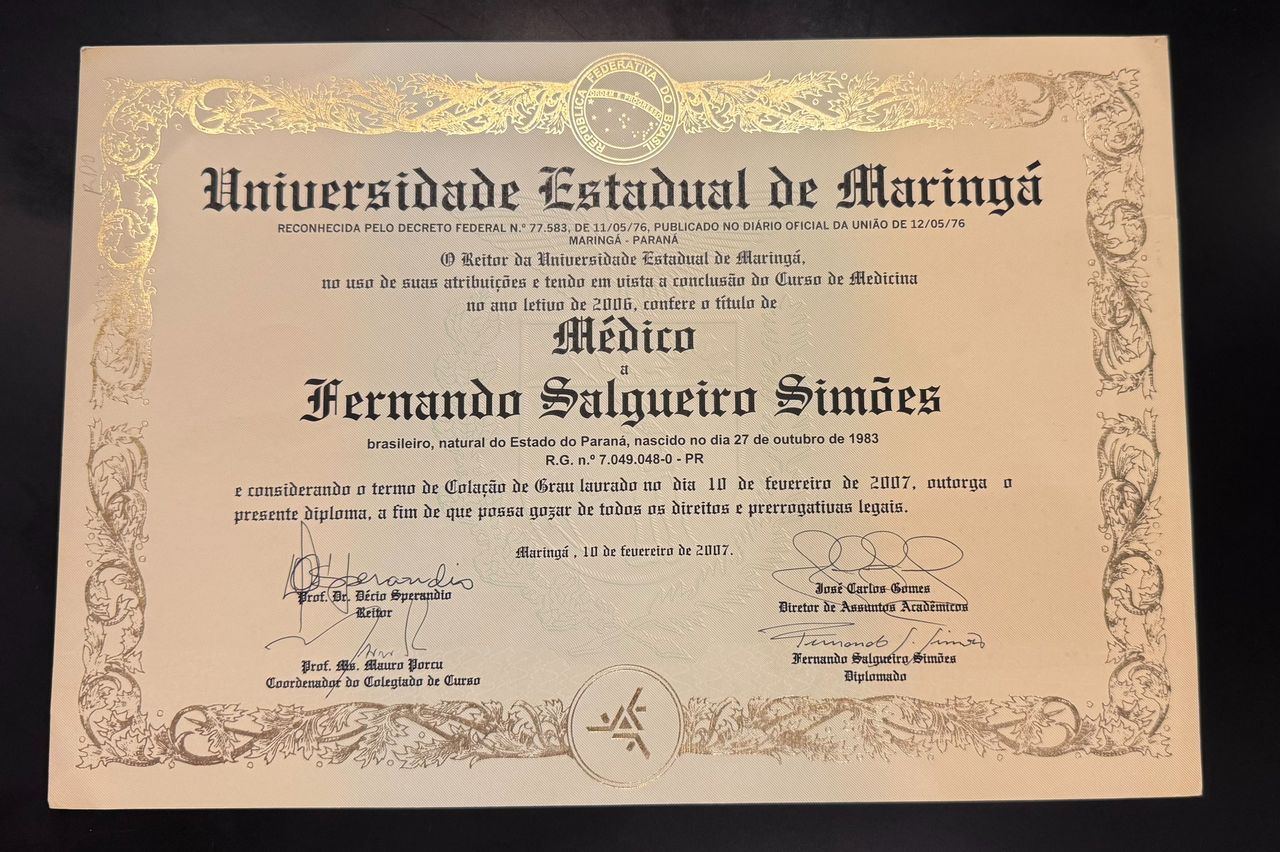 REPÚBLICA FEDERATIVA DO BRASIL
ORDEM E PROGRESSO
Universidade Estadual de Maringá
RECONHECIDA PELO DECRETO FEDERAL N.º 77.583, DE 11/05/76, PUBLICADO NO DIÁRIO OFICIAL DA UNIÃO DE 12/05/76
MARINGÁ - PARANÁ
O Reitor da Universidade Estadual de Maringá,
no uso de suas atribuições e tendo em vista a conclusão do Curso de Medicina
no ano letivo de 2006, confere o título de
Médico
a
Fernando Salgueiro Simões
brasileiro, natural do Estado do Paraná, nascido no dia 27 de outubro de 1983
R.G. n.º 7.049.048-0 - PR
e considerando o termo de Colação de Grau lavrado no dia 10 de fevereiro de 2007, outorga o
presente diploma, a fim de que possa gozar de todos os direitos e prerrogativas legais.
Maringá , 10 de fevereiro de 2007.
Prof. Dr. Décio Sperandio
Reitor
José Carlos Gomes
Diretor de Assuntos Acadêmicos
Prof. Ms. Mauro Porcu
Coordenador do Colegiado de Curso
Fernando S. Simões
Fernando Salgueiro Simões
Diplomado